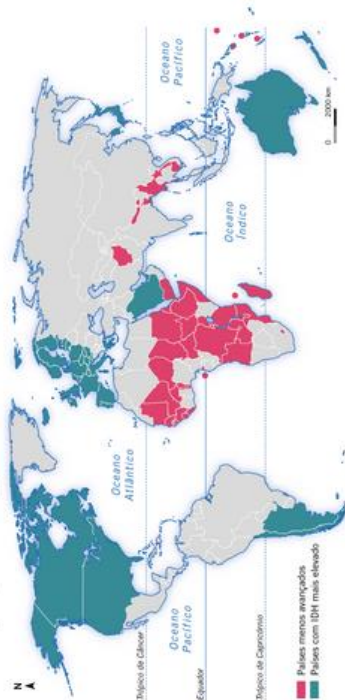 N
Oceano
Pacífico
Oceano
Atlântico
Oceano
Pacífico
Oceano
Índico
Trópico de Câncer
Equador
Trópico de Capricórnio
Países menos avançados
Países com IDH mais elevado
0 2000 km